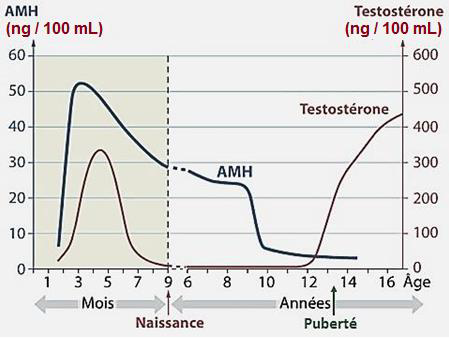 AMH
(ng / 100 mL)
Testostérone
(ng / 100 mL)
60
600
50
500
Testostérone
40
400
30
300
AMH
20
200
10
100
0
0
1 3 5 7 9 6 8 10 12 14 16 Âge
Mois
Années
Naissance
Puberté